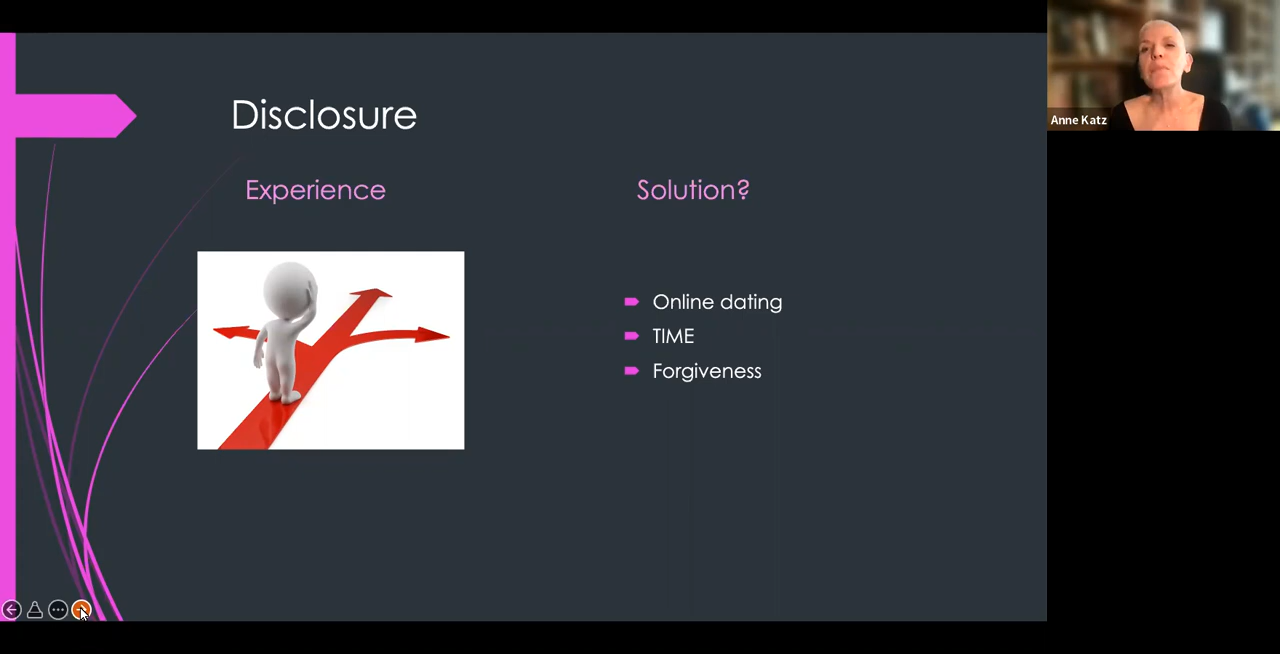 Disclosure
Experience
Solution?
Online dating
TIME
Forgiveness
Anne Katz